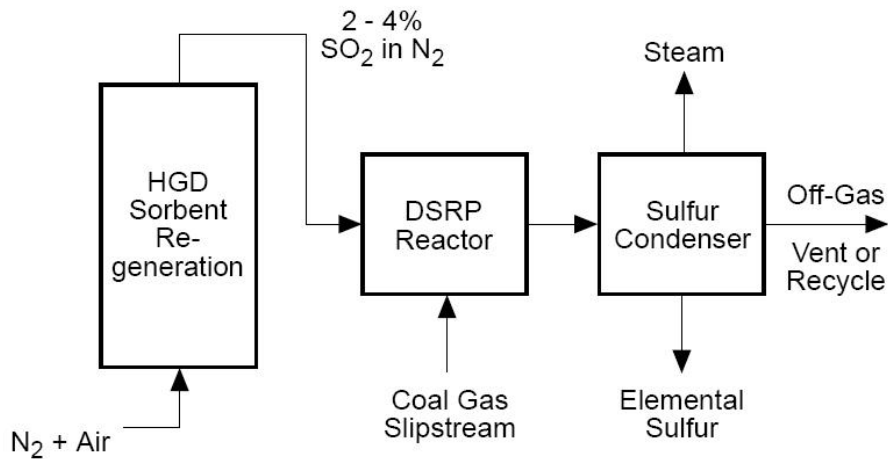 2 - 4%
SO2 in N2
HGD
Sorbent
Re-
generation
N2 + Air
DSRP
Reactor
Coal Gas
Slipstream
Steam
Sulfur
Condenser
Elemental
Sulfur
Off-Gas
Vent or
Recycle